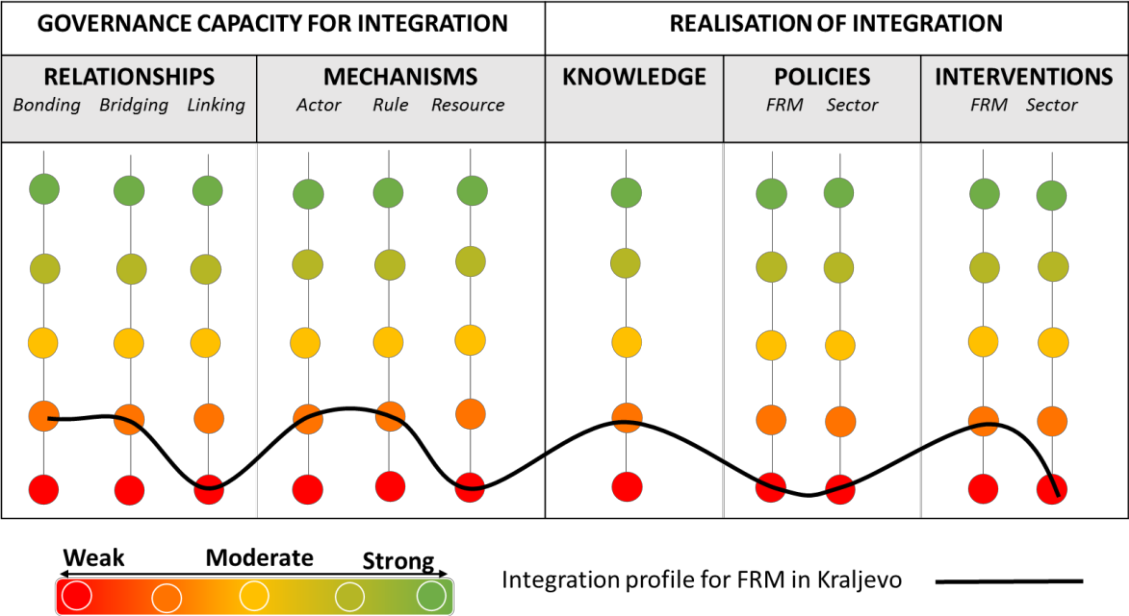 GOVERNANCE CAPACITY FOR INTEGRATION REALISATION OF INTEGRATION
RELATIONSHIPS MECHANISMS KNOWLEDGE POLICIES INTERVENTIONS
Bonding Bridging Linking Actor Rule Resource FRM Sector FRM Sector
Weak Moderate Strong
Integration profile for FRM in Kraljevo